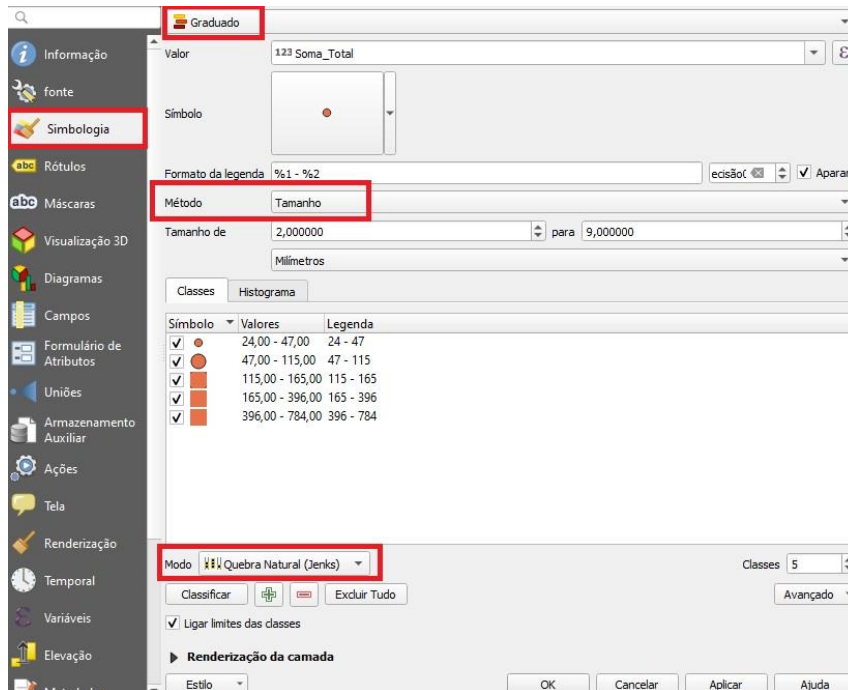 Graduado
Informação
fonte
Simbologia
Rótulos
Máscaras
Visualização 3D
Diagramas
Campos
Formulário de
Atributos
Uniões
Armazenamento
Auxiliar
Ações
Tela
Renderização
Temporal
Variáveis
Elevação
Valor 123 Soma_Total ε
Símbolo
Formato da legenda %1 - %2 ecisão( Aparar
Método Tamanho
Tamanho de 2,000000 para 9,000000
Milímetros
Classes Histograma
Símbolo Valores Legenda
24,00 - 47,00 24 - 47
47,00 - 115,00 47 - 115
115,00 - 165,00 115 - 165
165,00 - 396,00 165 - 396
396,00 - 784,00 396 - 784
Modo Quebra Natural (Jenks) Classes 5
Classificar Excluir Tudo Avançado
Ligar limites das classes
Renderização da camada
Estilo OK Cancelar Aplicar Ajuda